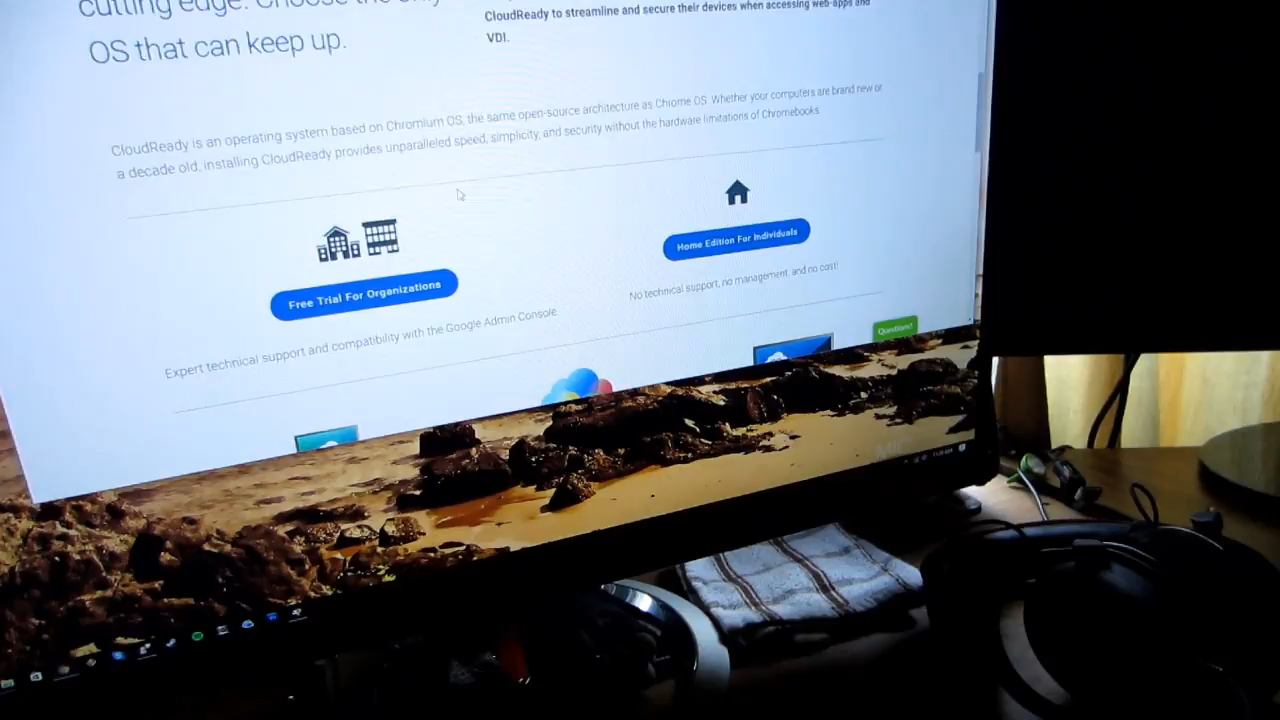 cutting edge. Choose the only
OS that can keep up.
CloudReady to streamline and secure their devices when accessing web-apps and
VDI.
CloudReady is an operating system based on Chromium OS, the same open-source architecture as Chrome OS. Whether your computers are brand new or
a decade old, installing CloudReady provides unparalleled speed, simplicity, and security without the hardware limitations of Chromebooks.
Free Trial For Organizations
Expert technical support and compatibility with the Google Admin Console
Home Edition For Individuals
No technical support, no management, and no cost!
Questions?